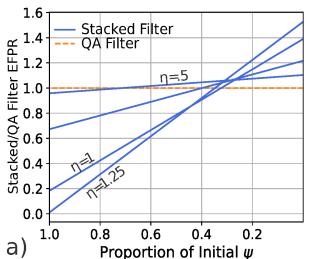 Stacked/QA Filter EFPR
1.6
1.4
1.2
1.0
0.8
0.6
0.4
0.2
0.0
Stacked Filter
QA Filter
η=.5
η=1
η=1.25
1.0 0.8 0.6 0.4 0.2
a) Proportion of Initial ψ